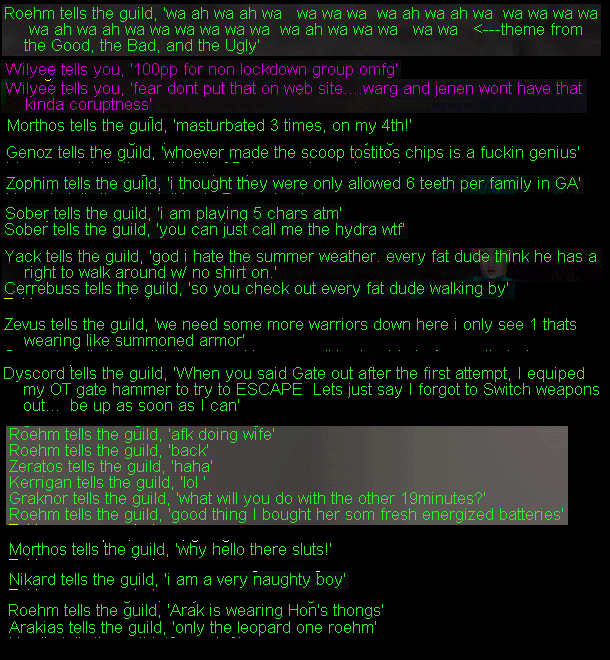 Roehm tells the guild, 'wa ah wa ah wa   wa wa wa  wa ah wa ah wa  wa wa wa wa
wa ah wa ah wa wa wa wa wa wa  wa ah wa wa wa   wa wa   <---theme from
the Good, the Bad, and the Ugly'
Wilyee tells you, '100pp for non lockdown group omfg'
Wilyee tells you, 'fear dont put that on web site....warg and jenen wont have that
kinda coruptness'
Morthos tells the guild, 'masturbated 3 times, on my 4th!'
Genoz tells the guild, 'whoever made the scoop tostitos chips is a fuckin genius'
Zophim tells the guild, 'i thought they were only allowed 6 teeth per family in GA'
Sober tells the guild, 'i am playing 5 chars atm'
Sober tells the guild, 'you can just call me the hydra wtf'
Yack tells the guild, 'god i hate the summer weather. every fat dude think he has a
right to walk around w/ no shirt on.'
Cerrebuss tells the guild, 'so you check out every fat dude walking by'
Zevus tells the guild, 'we need some more warriors down here i only see 1 thats
wearing like summoned armor'
Dyscord tells the guild, 'When you said Gate out after the first attempt, I equiped
my OT gate hammer to try to ESCAPE  Lets just say I forgot to Switch weapons
out...  be up as soon as I can'
Roehm tells the guild, 'afk doing wife'
Roehm tells the guild, 'back'
Zeratos tells the guild, 'haha'
Kerrigan tells the guild, 'lol '
Graknor tells the guild, 'what will you do with the other 19minutes?'
Roehm tells the guild, 'good thing I bought her som fresh energized batteries'
Morthos tells the guild, 'why hello there sluts!'
Nikard tells the guild, 'i am a very naughty boy'
Roehm tells the guild, 'Arak is wearing Hon's thongs'
Arakias tells the guild, 'only the leopard one roehm'